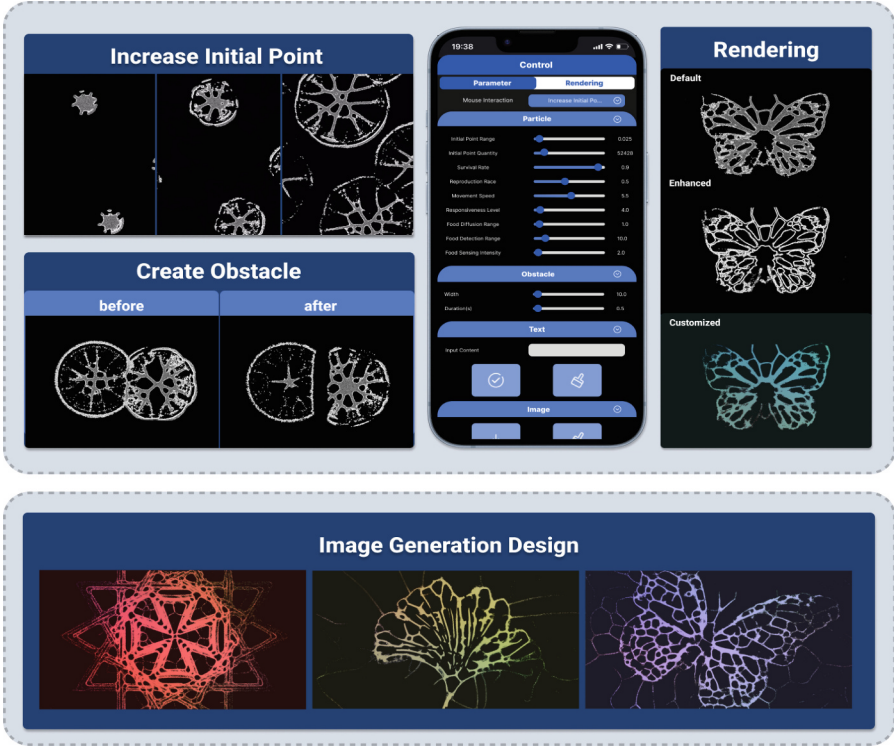 Increase Initial Point
Create Obstacle
before
after
19:38
Control
Parameter
Rendering
Mouse Interaction
Increase Initial Po...
Particle
Initial Point Range
0.025
Initial Point Quantity
52429
Survival Rate
0.9
Reproduction Race
0.5
Movement Speed
5.5
Responsiveness Level
4.0
Food Diffusion Range
1.0
Food Detection Range
10.0
Food Sensing Intensity
2.0
Obstacle
Width
10.0
Duration(s)
0.5
Text
Input Content
Image
Rendering
Default
Enhanced
Customized
Image Generation Design